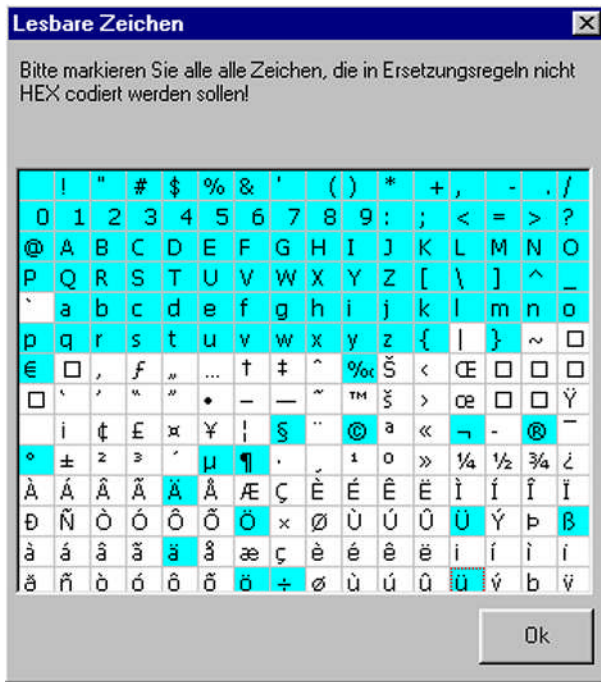 Lesbare Zeichen
Bitte markieren Sie alle alle Zeichen, die in Ersetzungsregeln nicht
HEX codiert werden sollen!
! " # $ % & ' ( ) * + , - . /
0 1 2 3 4 5 6 7 8 9 : ; < = > ?
@ A B C D E F G H I J K L M N O
P Q R S T U V W X Y Z [ \ ] ^ _
` a b c d e f g h i j k l m n o
p q r s t u v w x y z { | } ~ □
€ □ ‚ ƒ „ … † ‡ ˆ ‰ Š ‹ Œ □ □ □
□ ‘ ’ “ ” • – — ˜ ™ š › œ □ □ Ÿ
¡ ¢ £ ¤ ¥ ¦ § ¨ © ª « ¬ - ® ¯
° ± ² ³ ´ µ ¶ · ¸ ¹ º » ¼ ½ ¾ ¿
À Á Â Ã Ä Å Æ Ç È É Ê Ë Ì Í Î Ï
Ð Ñ Ò Ó Ô Õ Ö × Ø Ù Ú Û Ü Ý Þ ß
à á â ã ä å æ ç è é ê ë
ð ñ ò ó ô õ ö ÷ ø ù ú û ü ý þ ÿ
Ok